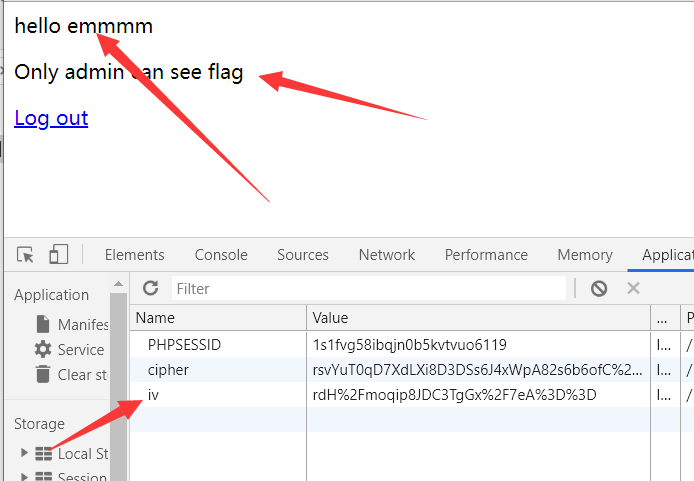 hello emmmm
Only admin can see flag
Log out
Elements Console Sources Network Performance Memory Applicat
Application
Filter
Manifes
Service
Clear st
Storage
Local St
Session
Name Value ... P
PHPSESSID 1s1fvg58ibqjn0b5kvtvuo6119 l... /
cipher rsvYuT0qD7XdLXi8D3DSs6J4xWpA82s6b6ofC%2... l... /
iv rdH%2Fmoqip8JDC3TgGx%2F7eA%3D%3D l... /